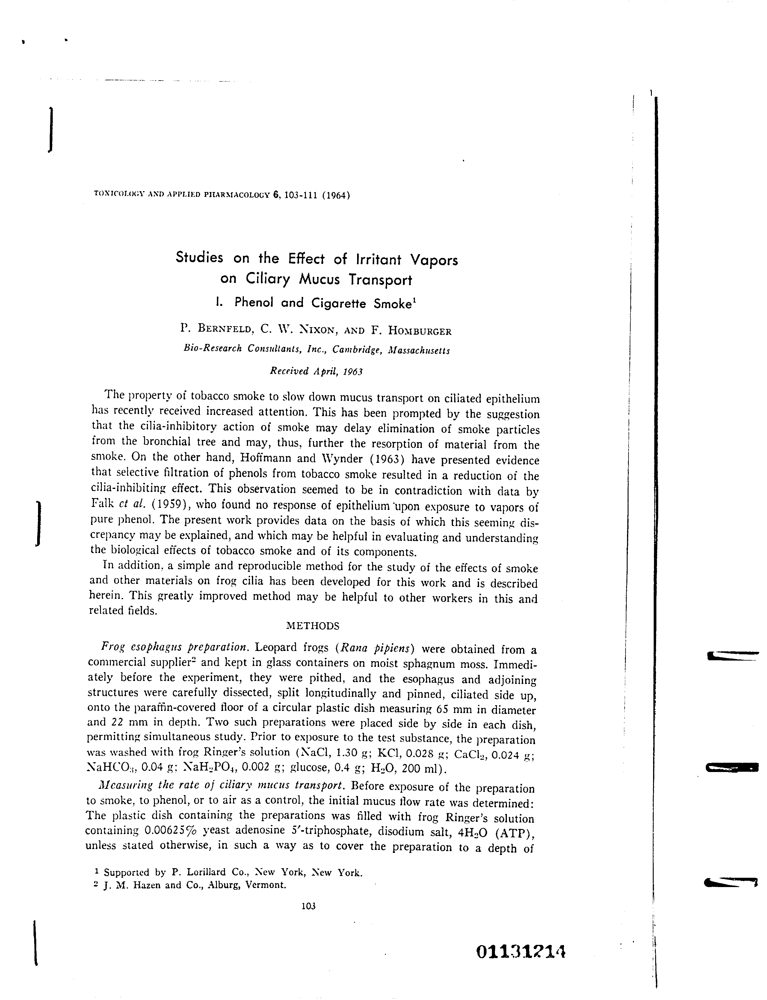 TOXICOLOGY AND APPLIED PHARMACOLOGY 6, 103-111 (1964)
Studies on the Effect of Irritant Vapors
on Ciliary Mucus Transport
I. Phenol and Cigarette Smoke¹
P. BERNFELD, C. W. NIXON, AND F. HOMBURGER
Bio-Research Consultants, Inc., Cambridge, Massachusetts
Received April, 1963
The property of tobacco smoke to slow down mucus transport on ciliated epithelium
has recently received increased attention. This has been prompted by the suggestion
that the cilia-inhibitory action of smoke may delay elimination of smoke particles
from the bronchial tree and may, thus, further the resorption of material from the
smoke. On the other hand, Hoffmann and Wynder (1963) have presented evidence
that selective filtration of phenols from tobacco smoke resulted in a reduction of the
cilia-inhibiting effect. This observation seemed to be in contradiction with data by
Falk et al. (1959), who found no response of epithelium upon exposure to vapors of
pure phenol. The present work provides data on the basis of which this seeming dis-
crepancy may be explained, and which may be helpful in evaluating and understanding
the biological effects of tobacco smoke and of its components.
In addition, a simple and reproducible method for the study of the effects of smoke
and other materials on frog cilia has been developed for this work and is described
herein. This greatly improved method may be helpful to other workers in this and
related fields.
METHODS
Frog esophagus preparation. Leopard frogs (Rana pipiens) were obtained from a
commercial supplier² and kept in glass containers on moist sphagnum moss. Immedi-
ately before the experiment, they were pithed, and the esophagus and adjoining
structures were carefully dissected, split longitudinally and pinned, ciliated side up,
onto the paraffin-covered floor of a circular plastic dish measuring 65 mm in diameter
and 22 mm in depth. Two such preparations were placed side by side in each dish,
permitting simultaneous study. Prior to exposure to the test substance, the preparation
was washed with frog Ringer's solution (NaCl, 1.30 g; KCl, 0.028 g; CaCl₂, 0.024 g;
NaHCO₃, 0.04 g; NaH₂PO₄, 0.002 g; glucose, 0.4 g; H₂O, 200 ml).
Measuring the rate of ciliary mucus transport. Before exposure of the preparation
to smoke, to phenol, or to air as a control, the initial mucus flow rate was determined:
The plastic dish containing the preparations was filled with frog Ringer's solution
containing 0.00625% yeast adenosine 5′-triphosphate, disodium salt, 4H₂O (ATP),
unless stated otherwise, in such a way as to cover the preparation to a depth of
¹ Supported by P. Lorillard Co., New York, New York.
² J. M. Hazen and Co., Alburg, Vermont.
103
01131214